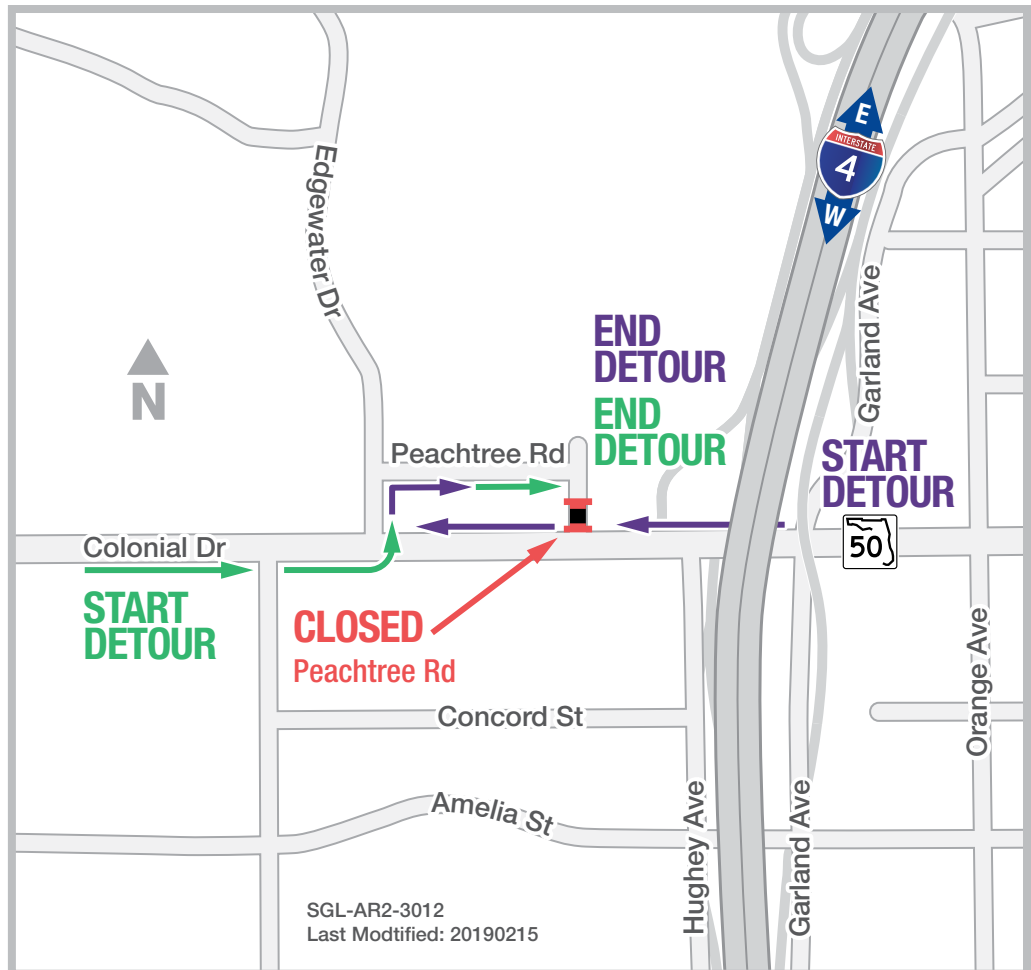 E
INTERSTATE
4
W
Edgewater Dr
Garland Ave
N
END
DETOUR
END
DETOUR
Peachtree Rd
START
DETOUR
50
Colonial Dr
START
DETOUR
CLOSED
Peachtree Rd
Concord St
Orange Ave
Amelia St
Hughey Ave
Garland Ave
SGL-AR2-3012
Last Modtified: 20190215